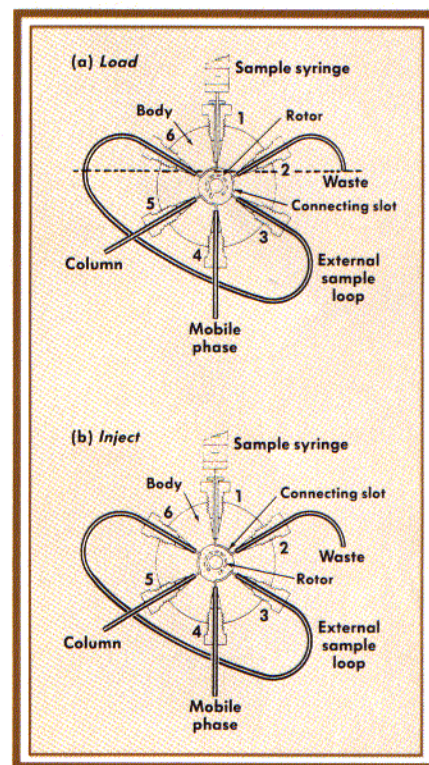 (a) Load
Sample syringe
Body
1
Rotor
6
2
Waste
Connecting slot
5
3
4
Column
External
sample
loop
Mobile
phase
(b) Inject
Sample syringe
Body
1
Connecting slot
6
2
Waste
Rotor
5
3
4
Column
External
sample
loop
Mobile
phase